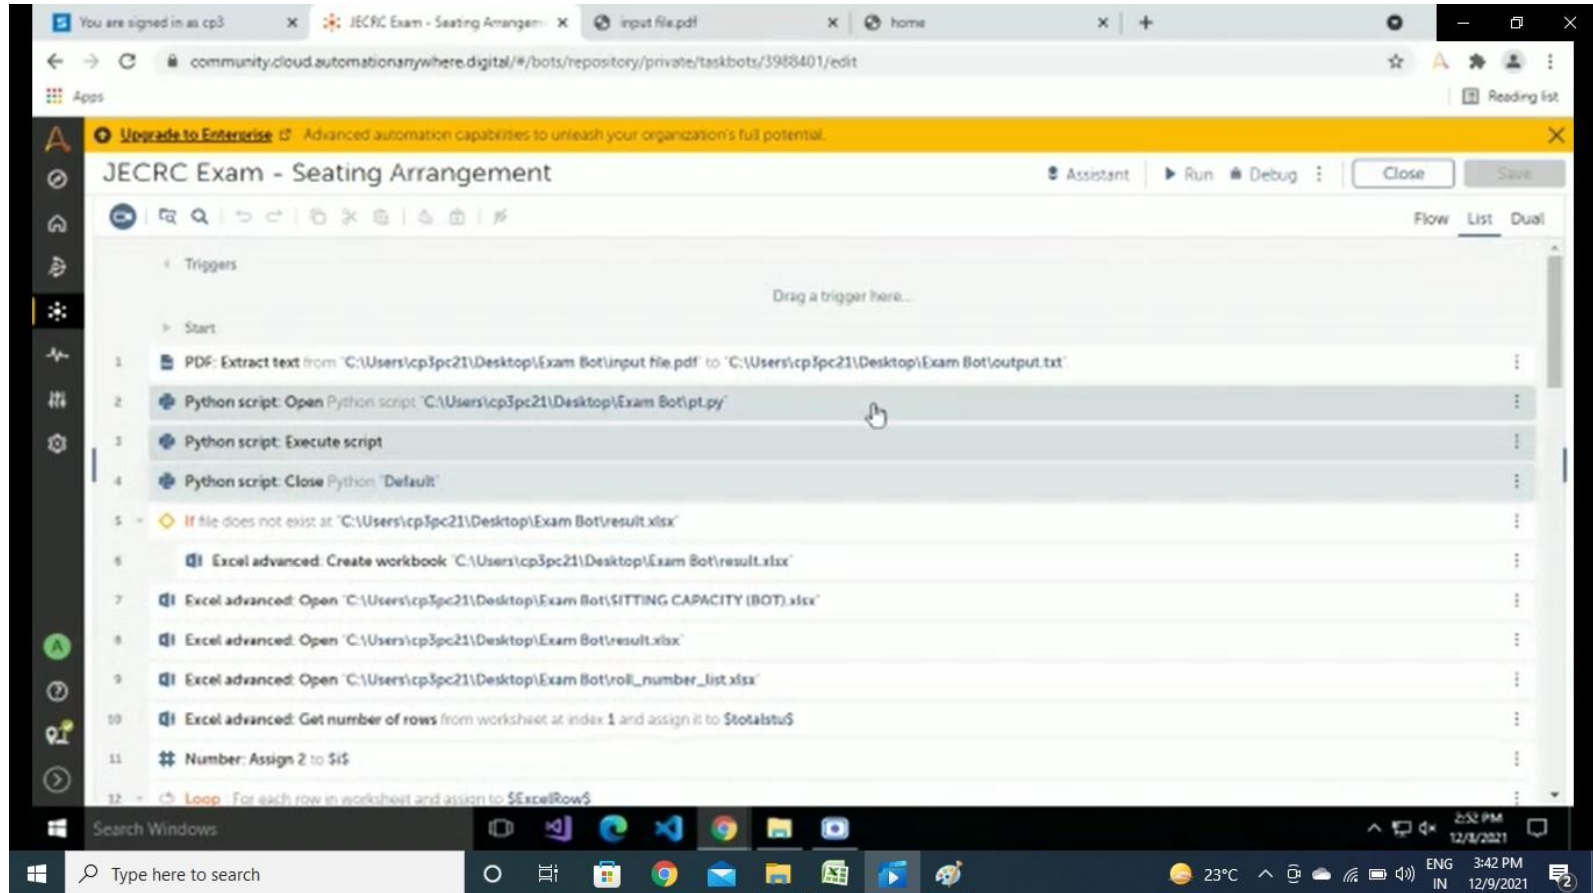 You are signed in as cp3
JECRC Exam - Seating Arrangem
input file.pdf
home
community.cloud.automationanywhere.digital/#/bots/repository/private/taskbots/3988401/edit
Apps
Reading list
Upgrade to Enterprise Advanced automation capabilities to unleash your organization's full potential.
JECRC Exam - Seating Arrangement
Assistant Run Debug Close Save
Flow List Dual
Triggers
Drag a trigger here...
Start
1 PDF: Extract text from "C:\Users\cp3pc21\Desktop\Exam Bot\input file.pdf" to "C:\Users\cp3pc21\Desktop\Exam Bot\output.txt"
2 Python script: Open Python script "C:\Users\cp3pc21\Desktop\Exam Bot\pt.py"
3 Python script: Execute script
4 Python script: Close Python "Default"
5 If file does not exist at "C:\Users\cp3pc21\Desktop\Exam Bot\result.xlsx"
6 Excel advanced: Create workbook "C:\Users\cp3pc21\Desktop\Exam Bot\result.xlsx"
7 Excel advanced: Open "C:\Users\cp3pc21\Desktop\Exam Bot\SITTING CAPACITY (BOT).xlsx"
8 Excel advanced: Open "C:\Users\cp3pc21\Desktop\Exam Bot\result.xlsx"
9 Excel advanced: Open "C:\Users\cp3pc21\Desktop\Exam Bot\roll_number_list.xlsx"
10 Excel advanced: Get number of rows from worksheet at index 1 and assign it to $totalstu$
11 Number: Assign 2 to $i$
12 Loop For each row in worksheet and assign to $ExcelRow$
A
Search Windows
2:52 PM
12/8/2021
Type here to search
23°C
ENG
IN
3:42 PM
12/9/2021
2